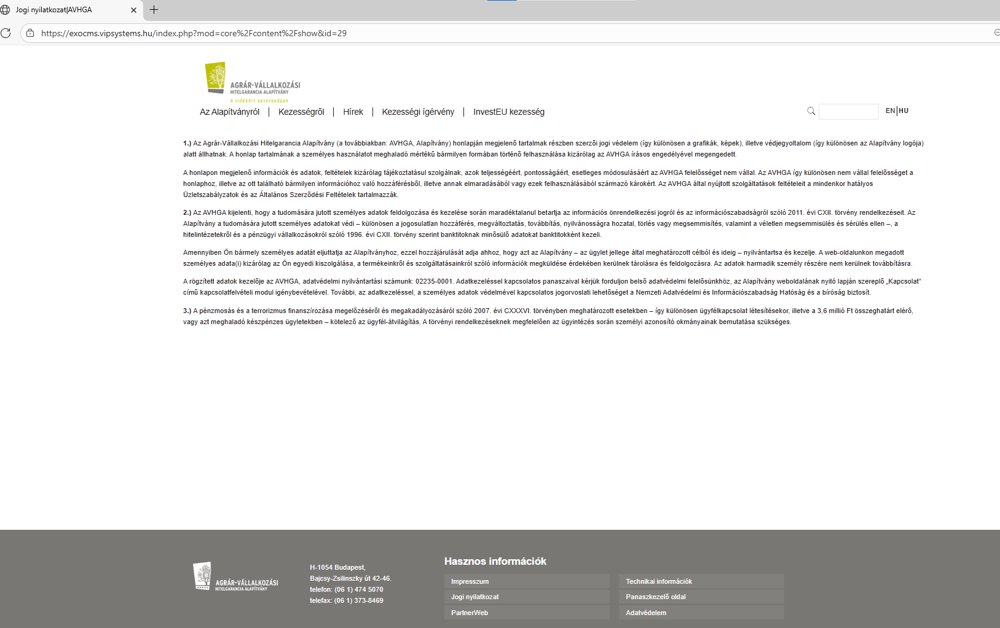 Jogi nyilatkozat|AVHGA
https://exocms.vipsystems.hu/index.php?mod=core%2Fcontent%2Fshow&id=29
AGRÁR-VÁLLALKOZÁSI
HITELGARANCIA ALAPÍTVÁNY
A vidékért kezeskedünk
Az Alapítványról | Kezességről | Hírek | Kezességi ígérvény | InvestEU kezesség
EN|HU
1.) Az Agrár-Vállalkozási Hitelgarancia Alapítvány (a továbbiakban: AVHGA, Alapítvány) honlapján megjelenő tartalmak részben szerzői jogi védelem (így különösen a grafikák, képek), illetve védjegyoltalom (így különösen az Alapítvány logója)
alatt állhatnak. A honlap tartalmának a személyes használatot meghaladó mértékű bármilyen formában történő felhasználása kizárólag az AVHGA írásos engedélyével megengedett.
A honlapon megjelenő információk és adatok, feltételek kizárólag tájékoztatásul szolgálnak, azok teljességéért, pontosságáért, esetleges módosulásáért az AVHGA felelősséget nem vállal. Az AVHGA így különösen nem vállal felelősséget a
honlaphoz, illetve az ott található bármilyen információhoz való hozzáférésből, illetve annak elmaradásából vagy ezek felhasználásából származó károkért. Az AVHGA által nyújtott szolgáltatások feltételeit a mindenkor hatályos
Üzletszabályzatok és az Általános Szerződési Feltételek tartalmazzák.
2.) Az AVHGA kijelenti, hogy a tudomására jutott személyes adatok feldolgozása és kezelése során maradéktalanul betartja az információs önrendelkezési jogról és az információszabadságról szóló 2011. évi CXII. törvény rendelkezéseit. Az
Alapítvány a tudomására jutott személyes adatokat védi – különösen a jogosulatlan hozzáférés, megváltoztatás, továbbítás, nyilvánosságra hozatal, törlés vagy megsemmisítés, valamint a véletlen megsemmisülés és sérülés ellen –, a
hitelintézetekről és a pénzügyi vállalkozásokról szóló 1996. évi CXII. törvény szerint banktitoknak minősülő adatokat banktitokként kezeli.
Amennyiben Ön bármely személyes adatát eljuttatja az Alapítványhoz, ezzel hozzájárulását adja ahhoz, hogy azt az Alapítvány – az ügylet jellege által meghatározott célból és ideig – nyilvántartsa és kezelje. A web-oldalunkon megadott
személyes adata(i) kizárólag az Ön egyedi kiszolgálása, a termékeinkről és szolgáltatásainkról szóló információk megküldése érdekében kerülnek tárolásra és feldolgozásra. Az adatok harmadik személy részére nem kerülnek továbbításra.
A rögzített adatok kezelője az AVHGA, adatvédelmi nyilvántartási számunk: 02235-0001. Adatkezeléssel kapcsolatos panaszaival kérjük forduljon belső adatvédelmi felelősünkhöz, az Alapítvány weboldalának nyitó lapján szereplő „Kapcsolat”
című kapcsolatfelvételi modul igénybevételével. További, az adatkezeléssel, a személyes adatok védelmével kapcsolatos jogorvoslati lehetőséget a Nemzeti Adatvédelmi és Információszabadság Hatóság és a bíróság biztosít.
3.) A pénzmosás és a terrorizmus finanszírozása megelőzéséről és megakadályozásáról szóló 2007. évi CXXXVI. törvényben meghatározott esetekben – így különösen ügyfélkapcsolat létesítésekor, illetve a 3,6 millió Ft összeghatárt elérő,
vagy azt meghaladó készpénzes ügyletekben – kötelező az ügyfél-átvilágítás. A törvényi rendelkezéseknek megfelelően az ügyintézés során személyi azonosító okmányainak bemutatása szükséges.
AGRÁR-VÁLLALKOZÁSI
HITELGARANCIA ALAPÍTVÁNY
H-1054 Budapest,
Bajcsy-Zsilinszky út 42-46.
telefon: (06 1) 474 5070
telefax: (06 1) 373-8469
Hasznos információk
Impresszum
Jogi nyilatkozat
PartnerWeb
Technikai információk
Panaszkezelő oldal
Adatvédelem